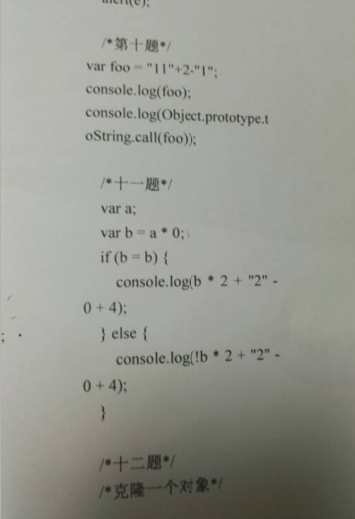 alert(e);
/*第十题*/
var foo = "11"+2-"1";
console.log(foo);
console.log(Object.prototype.t
oString.call(foo));
/*十一题*/
var a;
var b = a * 0;
if (b = b) {
console.log(b * 2 + "2" -
0 + 4);
; } else {
console.log(!b * 2 + "2" -
0 + 4);
}
/*十二题*/
/*克隆一个对象*/